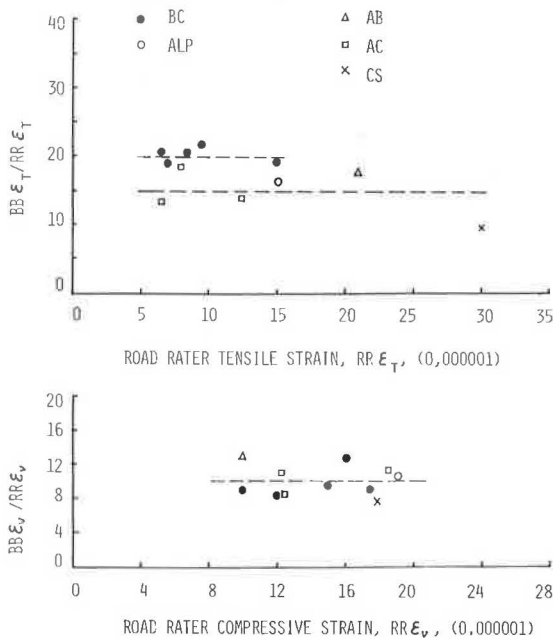 40
30
20
10
0
BB ε_T/RR ε_T
BC
ALP
AB
AC
CS
0 5 10 15 20 25 30 35
ROAD RATER TENSILE STRAIN, RR ε_T, (0,000001)
20
16
12
8
4
0
BB ε_v/RR ε_v
0 4 8 12 16 20 24 28
ROAD RATER COMPRESSIVE STRAIN, RR ε_v, (0.000001)